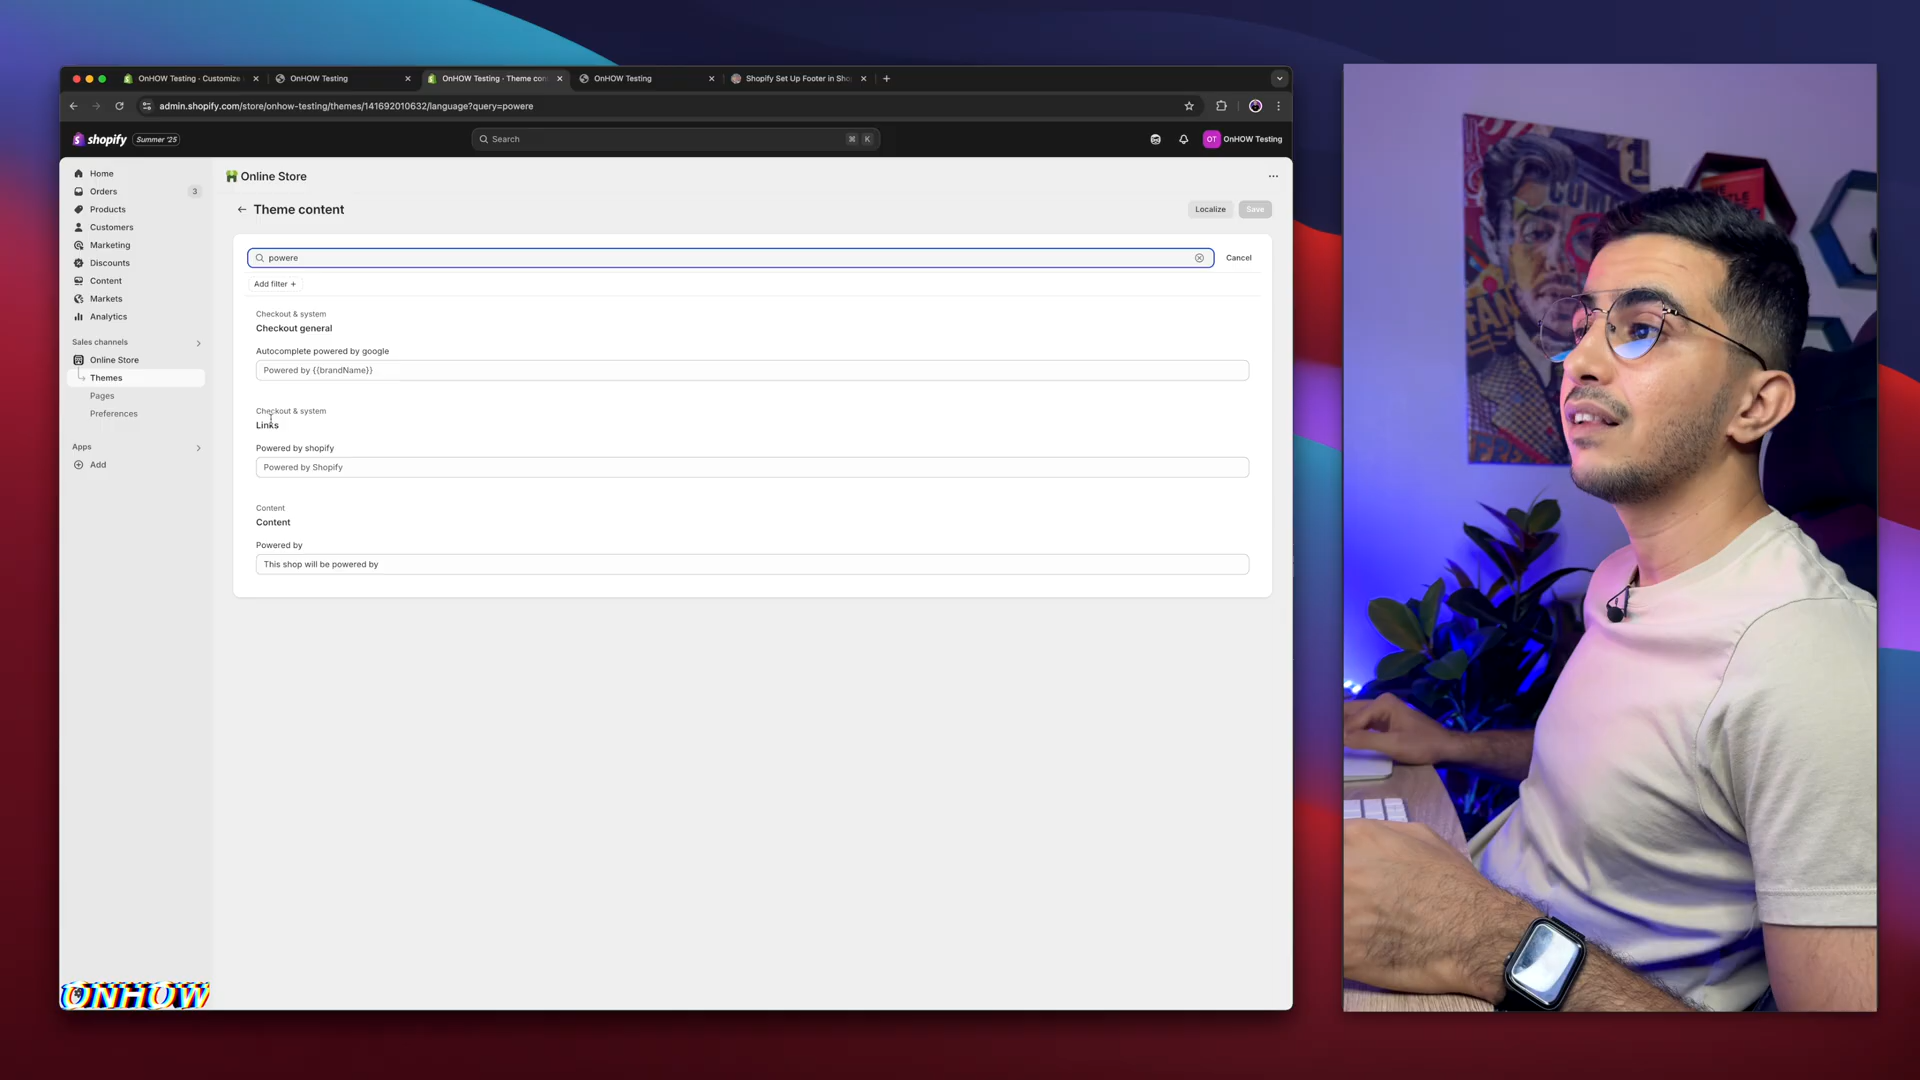 OnHOW Testing - Customize
OnHOW Testing
OnHOW Testing - Theme con
OnHOW Testing
Shopify Set Up Footer in Sho
admin.shopify.com/store/onhow-testing/themes/141692010632/language?query=powere
shopify
Summer '25
Search
⌘ K
OT
OnHOW Testing
Home
Orders
3
Products
Customers
Marketing
Discounts
Content
Markets
Analytics
Sales channels
Online Store
Themes
Pages
Preferences
Apps
Add
Online Store
Theme content
Localize
Save
powere
Cancel
Add filter +
Checkout & system
Checkout general
Autocomplete powered by google
Powered by {{brandName}}
Checkout & system
Links
Powered by shopify
Powered by Shopify
Content
Content
Powered by
This shop will be powered by
ONHOW
FAN